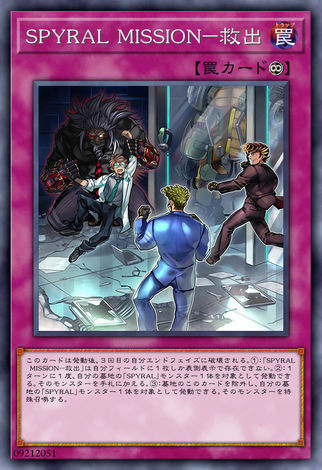 SPYRAL MISSION－救出
トラップ
罠
【罠カード】
このカードは発動後、3回目の自分エンドフェイズに破壊される。①：「SPYRAL
MISSION－救出」は自分フィールドに1枚しか表側表示で存在できない。②：1
ターンに1度、自分の墓地の「SPYRAL」モンスター1体を対象として発動でき
る。そのモンスターを手札に加える。③：墓地のこのカードを除外し、自分の墓
地の「SPYRAL」モンスター1体を対象として発動できる。そのモンスターを特
殊召喚する。
09212051